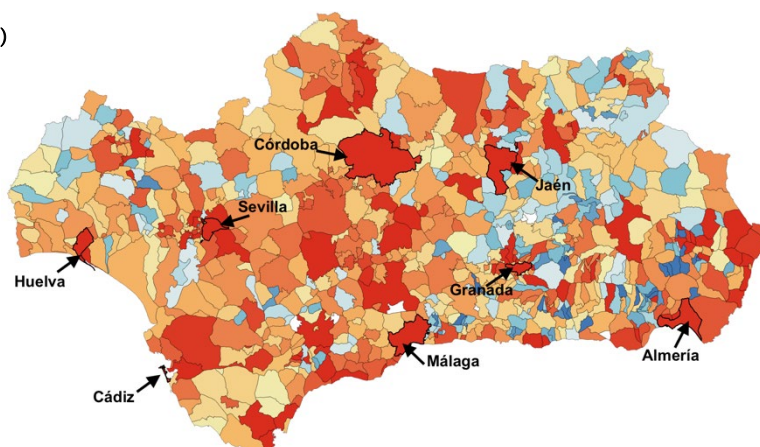 )
Córdoba
Jaén
Sevilla
Huelva
Granada
Málaga
Almería
Cádiz